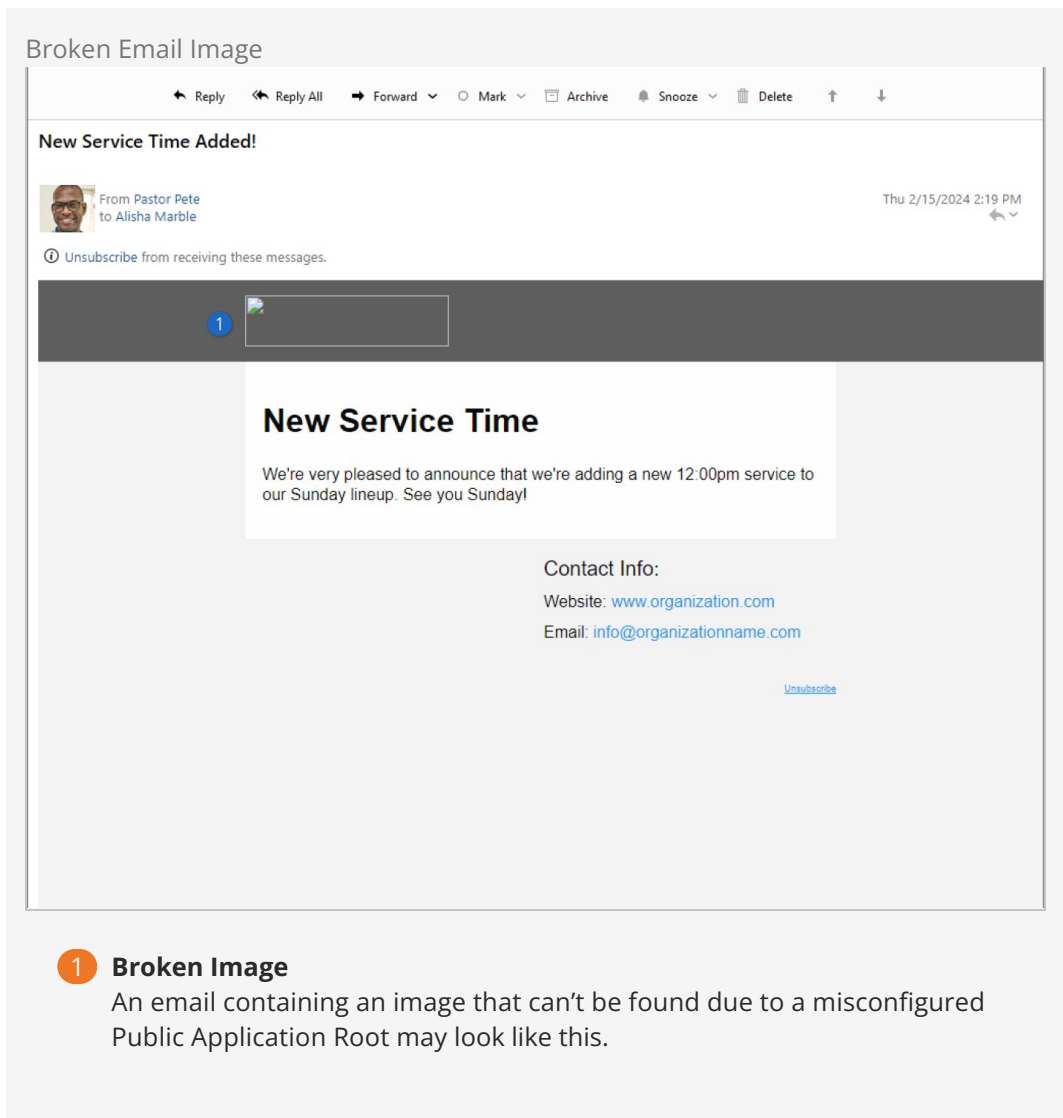 Broken Email Image
Reply Reply All Forward Mark Archive Snooze Delete
New Service Time Added!
From Pastor Pete
to Alisha Marble
Thu 2/15/2024 2:19 PM
Unsubscribe from receiving these messages.
1
New Service Time
We're very pleased to announce that we're adding a new 12:00pm service to
our Sunday lineup. See you Sunday!
Contact Info:
Website: www.organization.com
Email: info@organizationname.com
Unsubscribe
1 Broken Image
An email containing an image that can’t be found due to a misconfigured
Public Application Root may look like this.